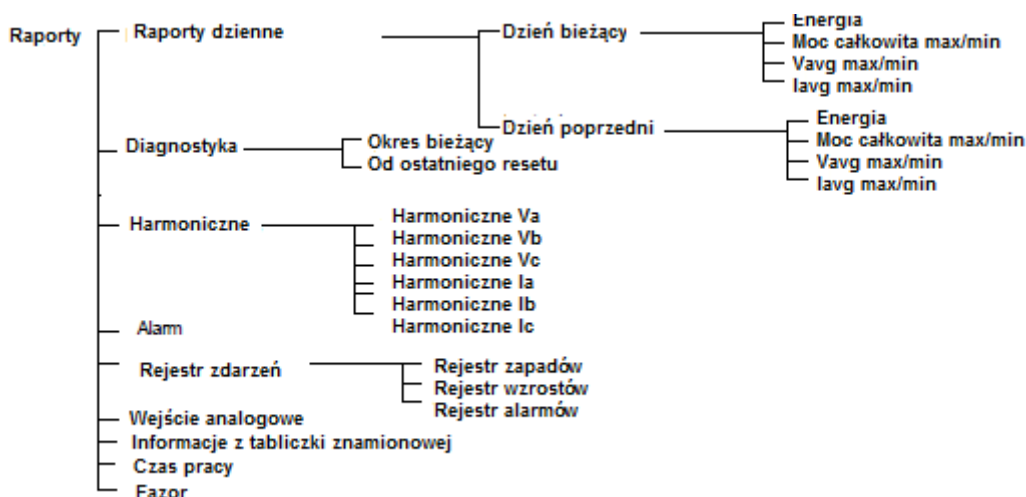 Raporty
Raporty dzienne
Dzień bieżący
Energia
Moc całkowita max/min
Vavg max/min
Iavg max/min
Dzień poprzedni
Energia
Moc całkowita max/min
Vavg max/min
Iavg max/min
Diagnostyka
Okres bieżący
Od ostatniego resetu
Harmoniczne
Harmoniczne Va
Harmoniczne Vb
Harmoniczne Vc
Harmoniczne Ia
Harmoniczne Ib
Harmoniczne Ic
Alarm
Rejestr zdarzeń
Rejestr zapadów
Rejestr wzrostów
Rejestr alarmów
Wejście analogowe
Informacje z tabliczki znamionowej
Czas pracy
Fazor